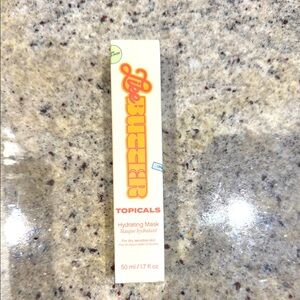 Like
BUTTER
TOPICALS
Hydrating Mask
Masque hydratant
For dry, sensitive skin
50 ml / 1.7 fl oz